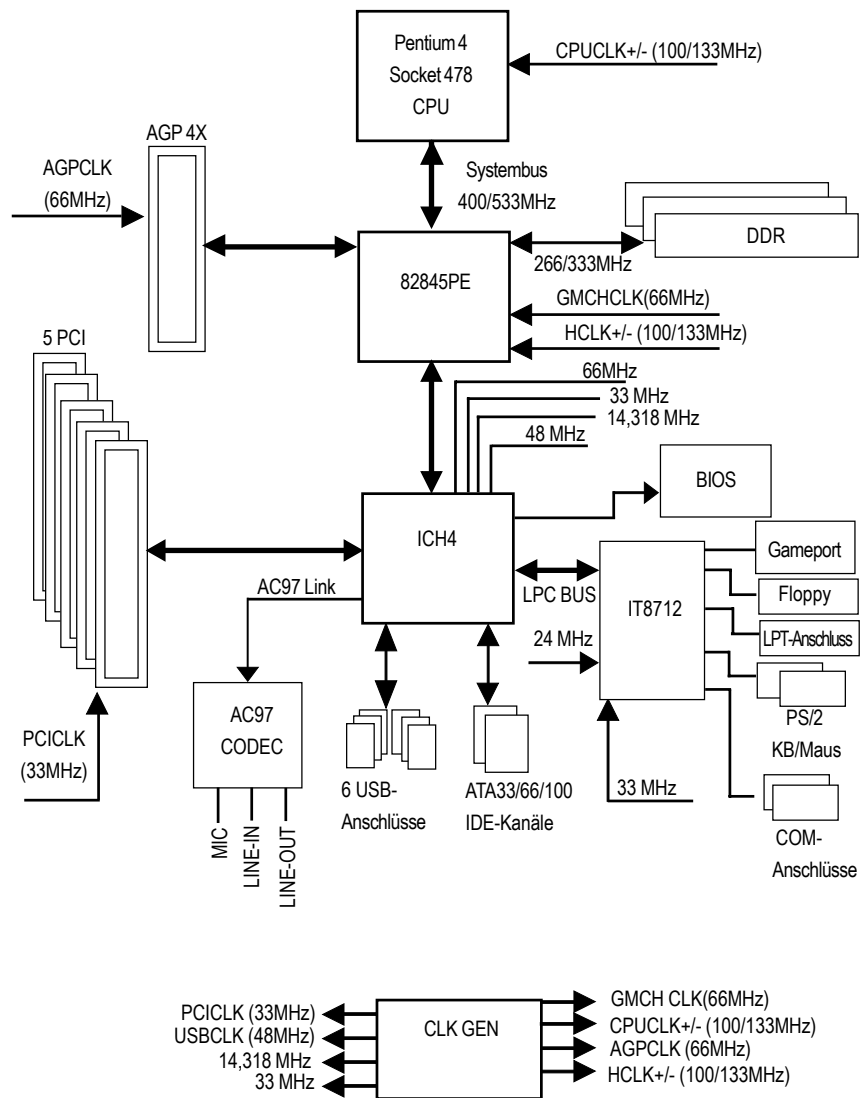 Pentium 4
Socket 478
CPU
CPUCLK+/- (100/133MHz)
AGP 4X
AGPCLK
(66MHz)
Systembus
400/533MHz
DDR
266/333MHz
82845PE
GMCHCLK(66MHz)
HCLK+/- (100/133MHz)
5 PCI
66MHz
33 MHz
14,318 MHz
48 MHz
BIOS
ICH4
Gameport
AC97 Link
LPC BUS
IT8712
Floppy
LPT-Anschluss
24 MHz
PS/2
KB/Maus
AC97
CODEC
PCICLK
(33MHz)
6 USB-
Anschlüsse
ATA33/66/100
IDE-Kanäle
33 MHz
COM-
Anschlüsse
MIC
LINE-IN
LINE-OUT
PCICLK (33MHz)
USBCLK (48MHz)
14,318 MHz
33 MHz
CLK GEN
GMCH CLK(66MHz)
CPUCLK+/- (100/133MHz)
AGPCLK (66MHz)
HCLK+/- (100/133MHz)